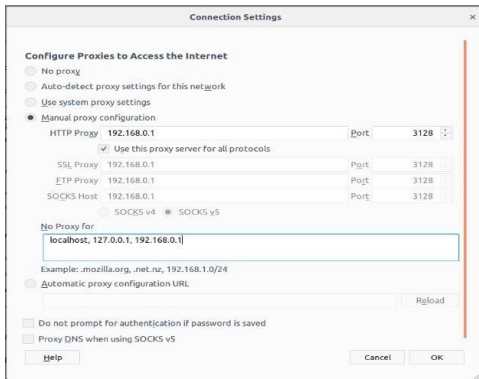 Connection Settings
×
Configure Proxies to Access the Internet
No proxy
Auto-detect proxy settings for this network
Use system proxy settings
Manual proxy configuration
HTTP Proxy 192.168.0.1 Port 3128
Use this proxy server for all protocols
SSL Proxy 192.168.0.1 Port 3128
FTP Proxy 192.168.0.1 Port 3128
SOCKS Host 192.168.0.1 Port 3128
SOCKS v4 SOCKS v5
No Proxy for
localhost, 127.0.0.1, 192.168.0.1
Example: .mozilla.org, .net.nz, 192.168.1.0/24
Automatic proxy configuration URL
Reload
Do not prompt for authentication if password is saved
Proxy DNS when using SOCKS v5
Help Cancel OK